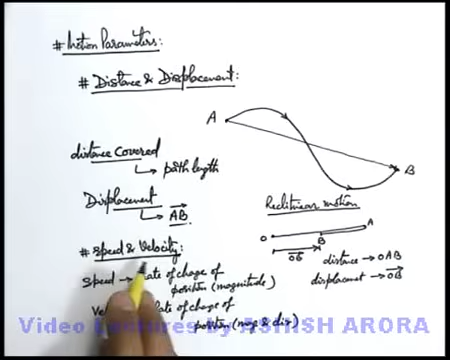 # Motion Parameters:
# Distance & Displacement:
A
B
distance Covered
path length
Displacement
AB
Rectilinear motion
O
B
A
OB
distance → OAB
displacement → OB
# Speed & Velocity:
Speed → Rate of change of
position (magnitude)
Rate of change of
position (mag & dir)
Video Lectures by ASHISH ARORA